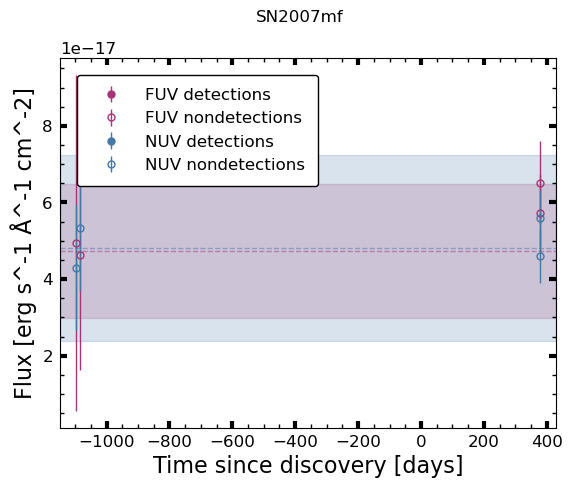 SN2007mf
1e−17
FUV detections
FUV nondetections
NUV detections
NUV nondetections
8
6
4
2
Flux [erg s^-1 Å^-1 cm^-2]
−1000 −800 −600 −400 −200 0 200 400
Time since discovery [days]